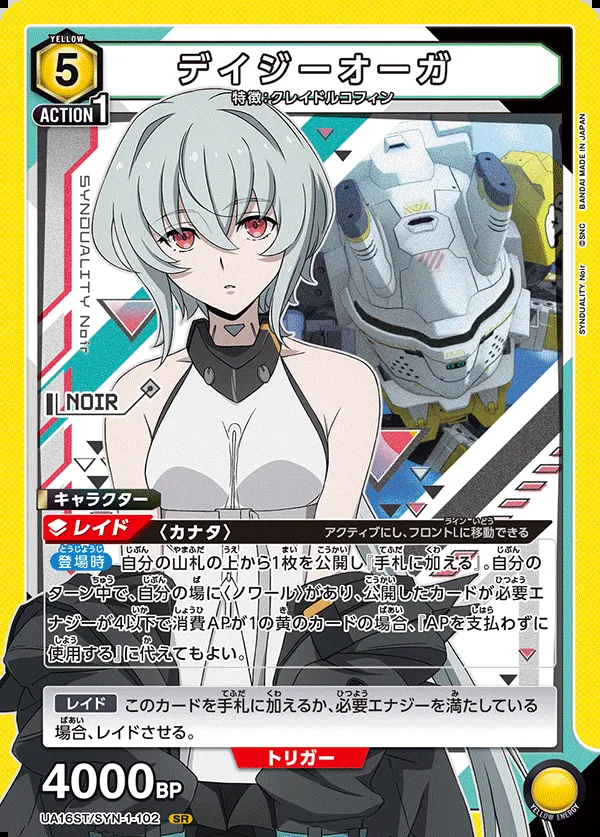 YELLOW
5
ACTION 1
デイジーオーガ
特徴:クレイドルコフィン
SYNDUALITY Noir
NOIR
SYNDUALITY Noir ©SNC BANDAI MADE IN JAPAN
キャラクター
レイド 〈カナタ〉 アクティブにし、フロントLに移動できる
登場時 自分の山札の上から1枚を公開し『手札に加える』。自分の
ターン中で、自分の場に〈ノワール〉があり、公開したカードが必要エ
ナジーが4以下で消費APが1の黄のカードの場合、『APを支払わずに
使用する』に代えてもよい。
レイド このカードを手札に加えるか、必要エナジーを満たしている
場合、レイドさせる。
トリガー
4000BP
UA16ST/SYN-1-102 SR
YELLOW ENERGY